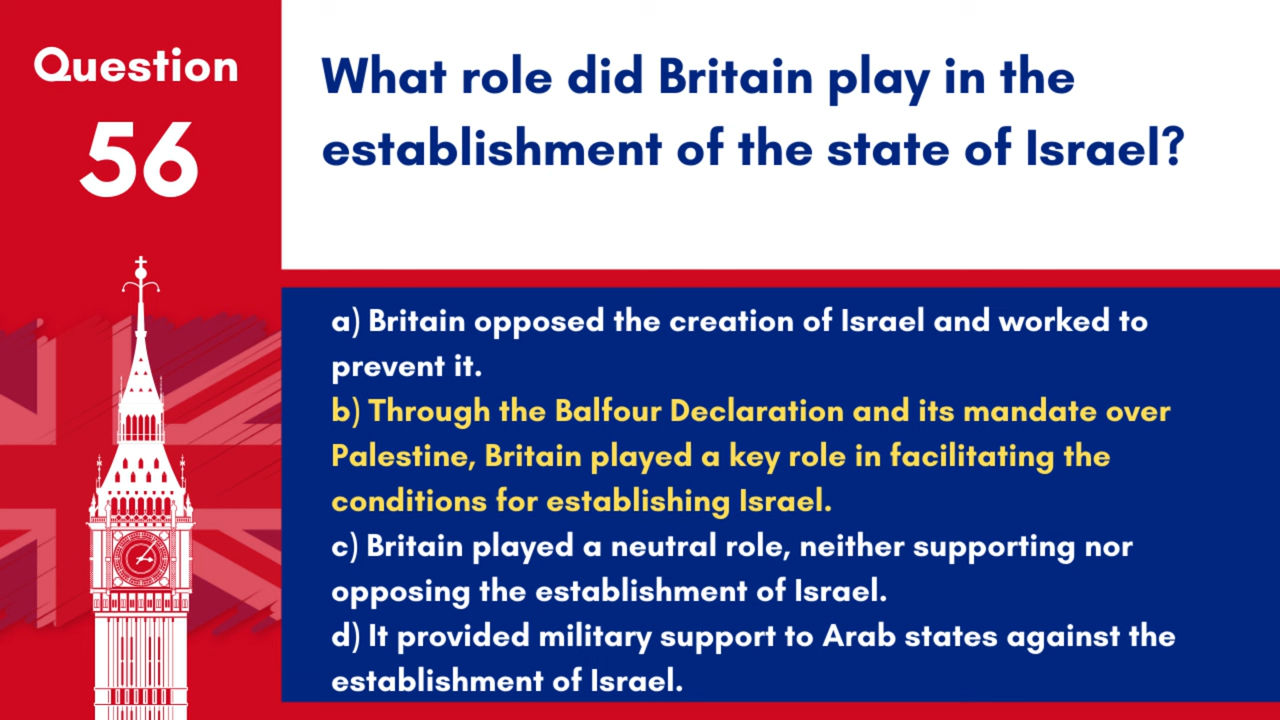 Question
56
What role did Britain play in the
establishment of the state of Israel?
a) Britain opposed the creation of Israel and worked to
prevent it.
b) Through the Balfour Declaration and its mandate over
Palestine, Britain played a key role in facilitating the
conditions for establishing Israel.
c) Britain played a neutral role, neither supporting nor
opposing the establishment of Israel.
d) It provided military support to Arab states against the
establishment of Israel.